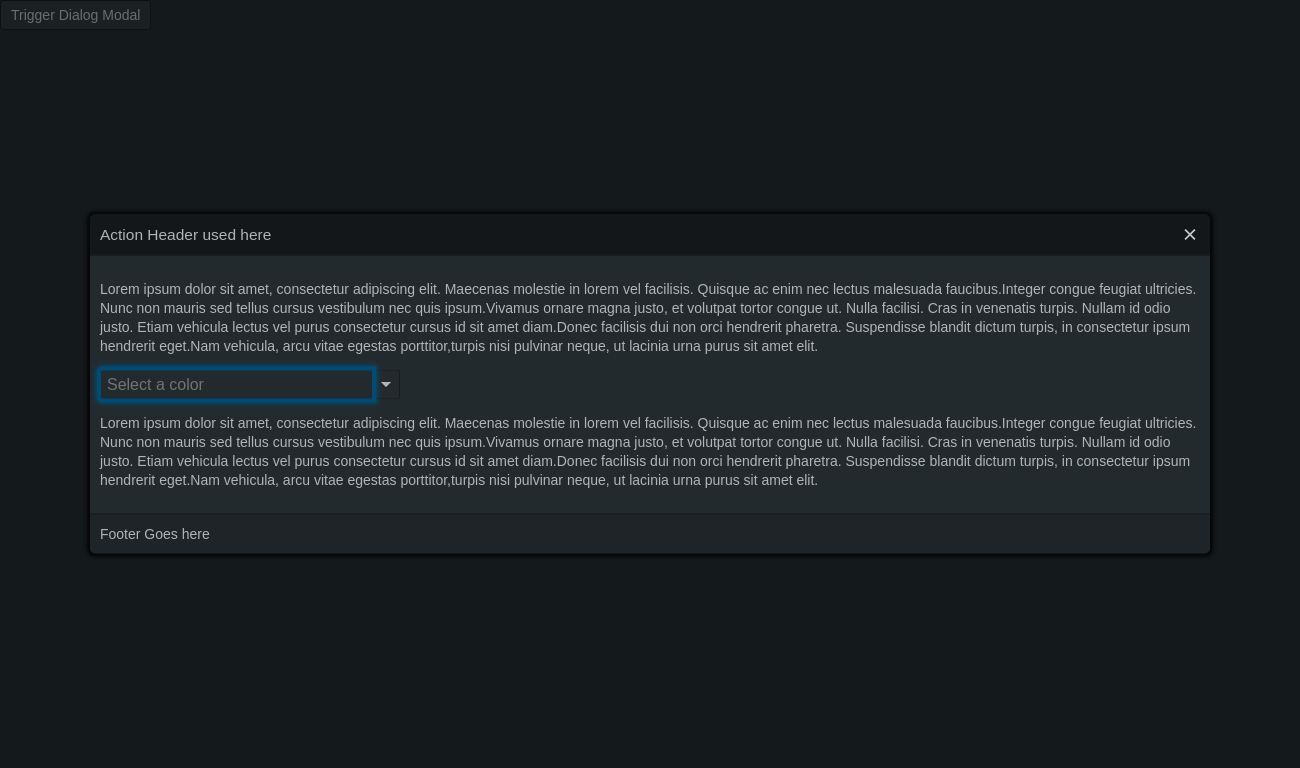 Trigger Dialog Modal
Action Header used here
Lorem ipsum dolor sit amet, consectetur adipiscing elit. Maecenas molestie in lorem vel facilisis. Quisque ac enim nec lectus malesuada faucibus.Integer congue feugiat ultricies.
Nunc non mauris sed tellus cursus vestibulum nec quis ipsum.Vivamus ornare magna justo, et volutpat tortor congue ut. Nulla facilisi. Cras in venenatis turpis. Nullam id odio
justo. Etiam vehicula lectus vel purus consectetur cursus id sit amet diam.Donec facilisis dui non orci hendrerit pharetra. Suspendisse blandit dictum turpis, in consectetur ipsum
hendrerit eget.Nam vehicula, arcu vitae egestas porttitor,turpis nisi pulvinar neque, ut lacinia urna purus sit amet elit.
Select a color
Lorem ipsum dolor sit amet, consectetur adipiscing elit. Maecenas molestie in lorem vel facilisis. Quisque ac enim nec lectus malesuada faucibus.Integer congue feugiat ultricies.
Nunc non mauris sed tellus cursus vestibulum nec quis ipsum.Vivamus ornare magna justo, et volutpat tortor congue ut. Nulla facilisi. Cras in venenatis turpis. Nullam id odio
justo. Etiam vehicula lectus vel purus consectetur cursus id sit amet diam.Donec facilisis dui non orci hendrerit pharetra. Suspendisse blandit dictum turpis, in consectetur ipsum
hendrerit eget.Nam vehicula, arcu vitae egestas porttitor,turpis nisi pulvinar neque, ut lacinia urna purus sit amet elit.
Footer Goes here